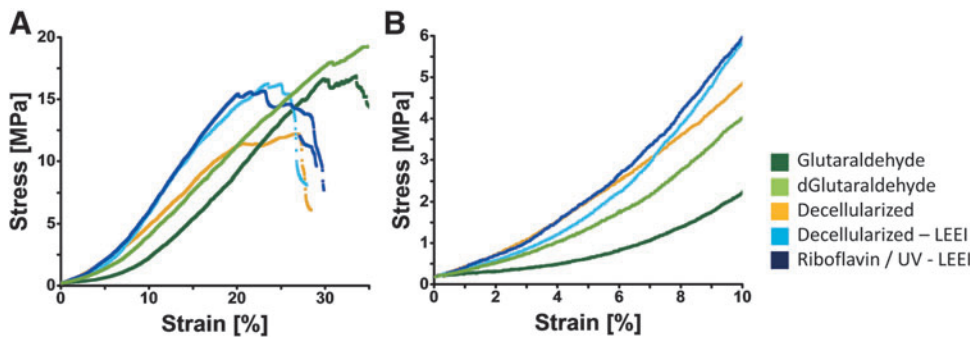 A
Stress [MPa]
20
15
10
5
0
0 10 20 30
Strain [%]
B
Stress [MPa]
6
5
4
3
2
1
0
0 2 4 6 8 10
Strain [%]
Glutaraldehyde
dGlutaraldehyde
Decellularized
Decellularized – LEEI
Riboflavin / UV - LEEI